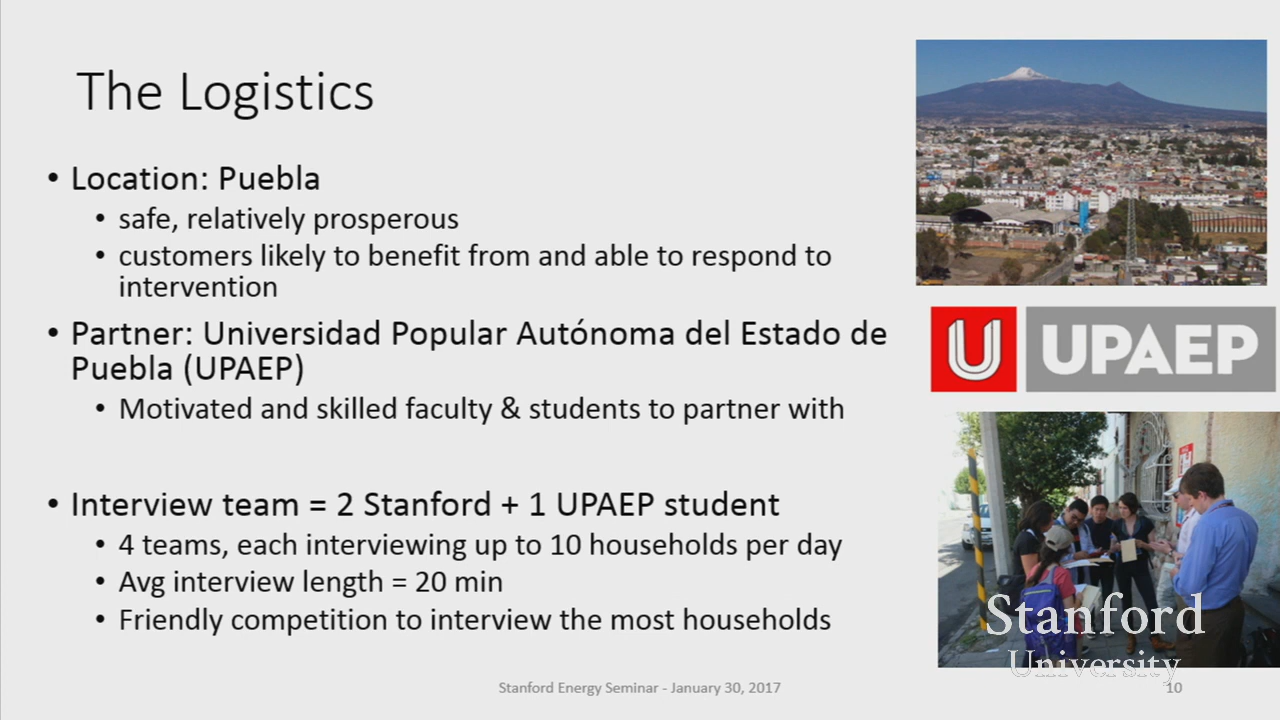 The Logistics
• Location: Puebla
• safe, relatively prosperous
• customers likely to benefit from and able to respond to
intervention
• Partner: Universidad Popular Autónoma del Estado de
Puebla (UPAEP)
• Motivated and skilled faculty & students to partner with
• Interview team = 2 Stanford + 1 UPAEP student
• 4 teams, each interviewing up to 10 households per day
• Avg interview length = 20 min
• Friendly competition to interview the most households
U UPAEP
Stanford
University
Stanford Energy Seminar - January 30, 2017
10